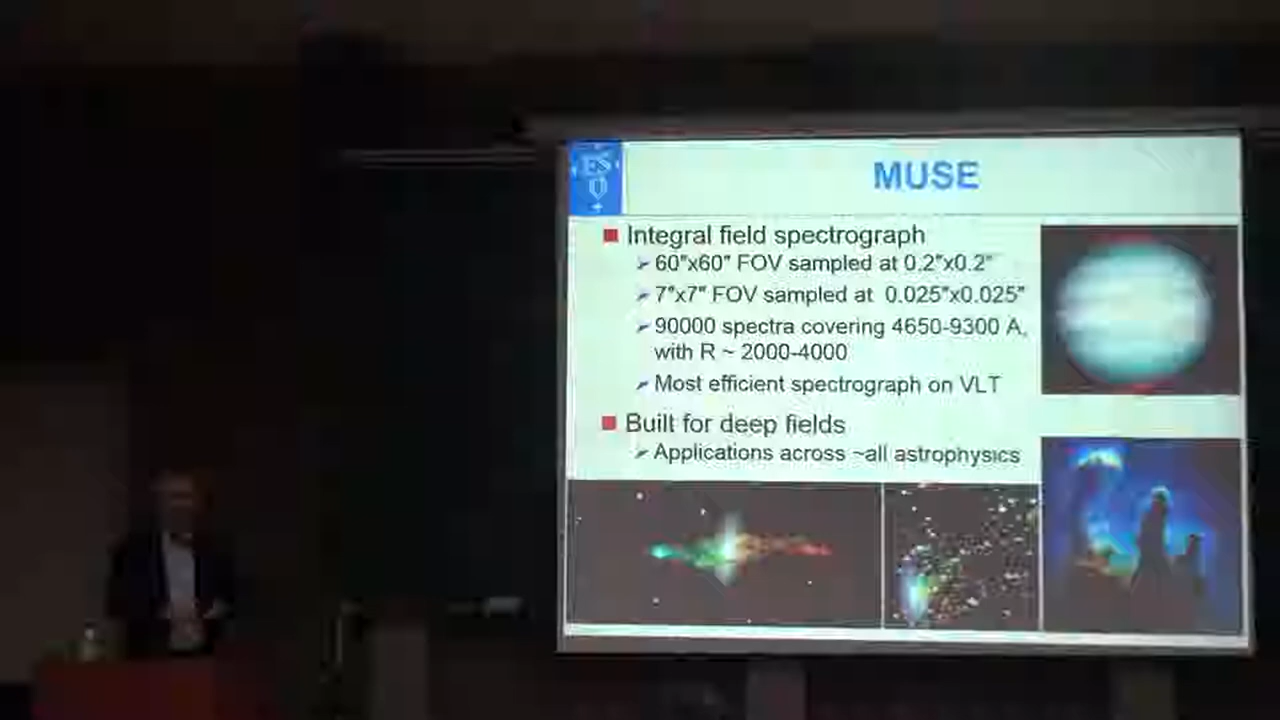 ES
O
MUSE
Integral field spectrograph
60"x60" FOV sampled at 0.2"x0.2"
7"x7" FOV sampled at 0.025"x0.025"
90000 spectra covering 4650-9300 A,
with R ~ 2000-4000
Most efficient spectrograph on VLT
Built for deep fields
Applications across ~all astrophysics